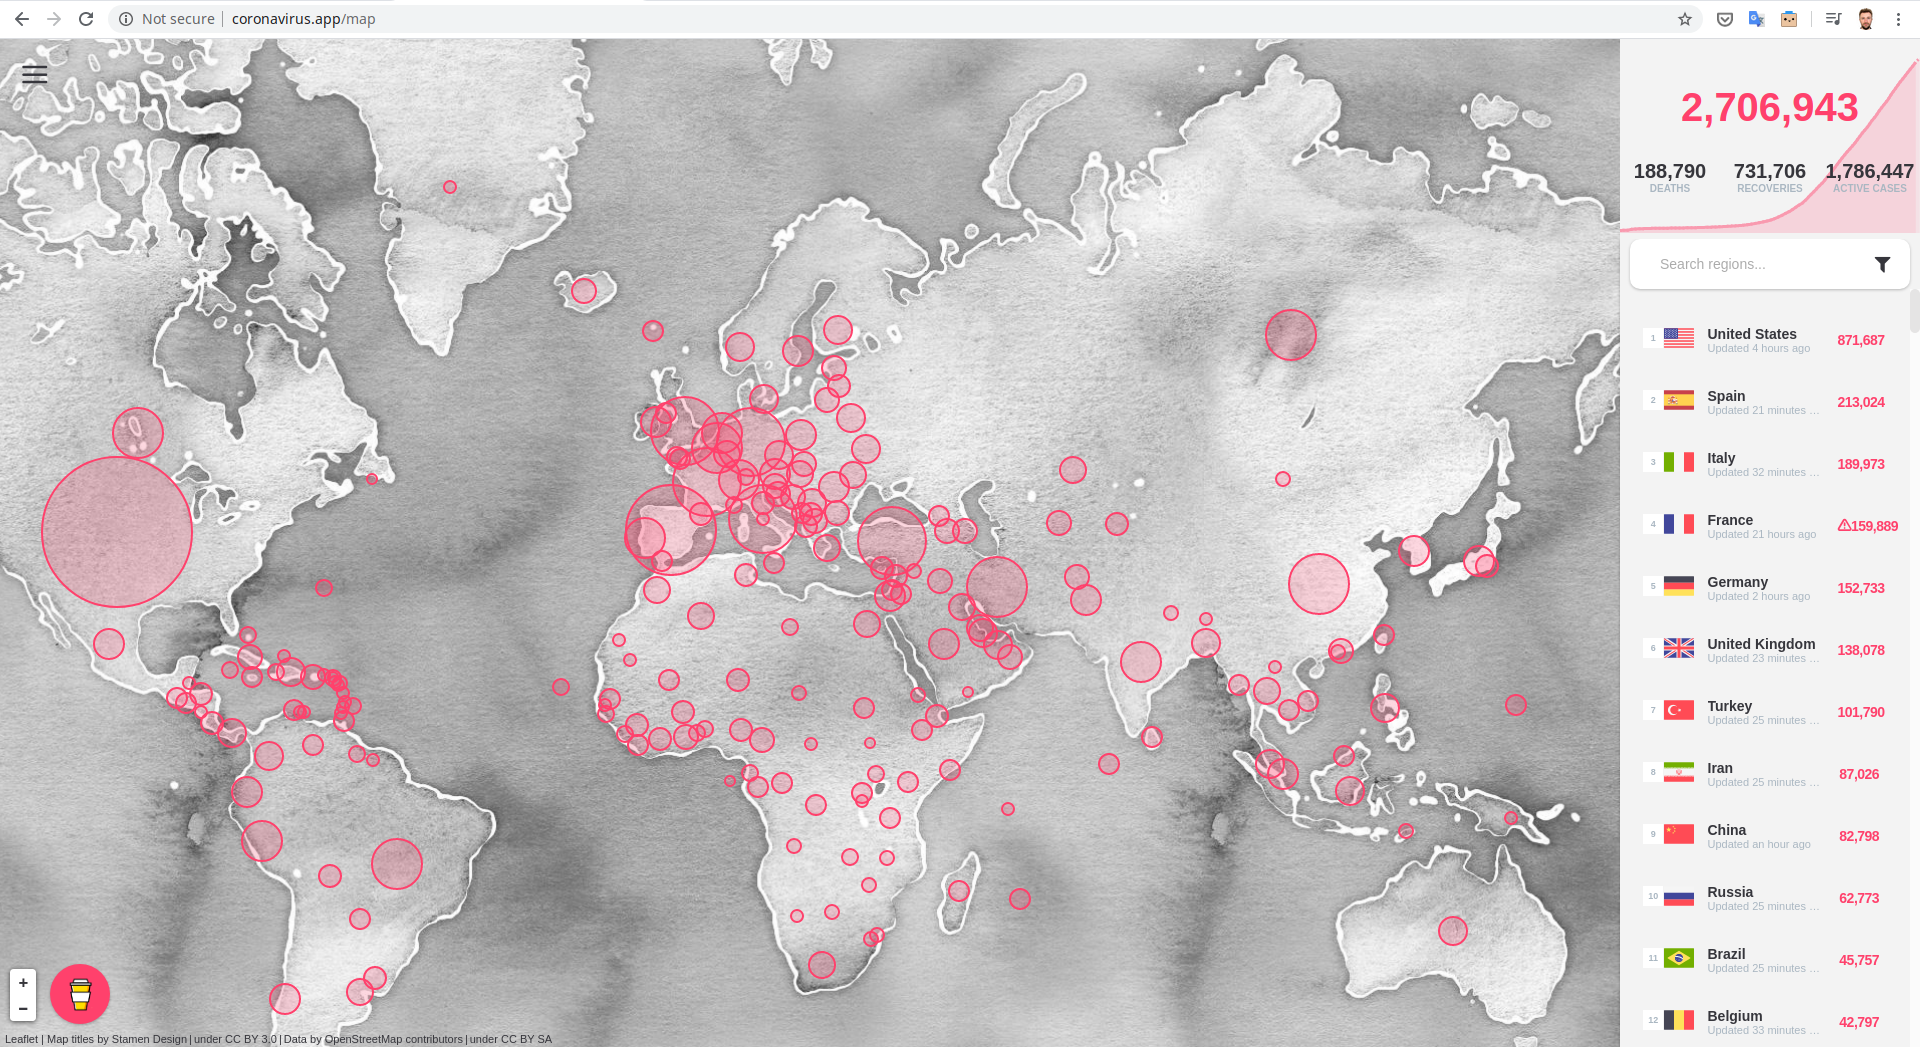 Not secure | coronavirus.app/map
2,706,943
188,790 731,706 1,786,447
DEATHS RECOVERIES ACTIVE CASES
Search regions...
1 United States 871,687
Updated 4 hours ago
2 Spain 213,024
Updated 21 minutes ...
3 Italy 189,973
Updated 32 minutes ...
4 France 159,889
Updated 21 hours ago
5 Germany 152,733
Updated 2 hours ago
6 United Kingdom 138,078
Updated 23 minutes ...
7 Turkey 101,790
Updated 25 minutes ...
8 Iran 87,026
Updated 25 minutes ...
9 China 82,798
Updated an hour ago
10 Russia 62,773
Updated 25 minutes ...
11 Brazil 45,757
Updated 25 minutes ...
12 Belgium 42,797
Updated 33 minutes ...
+
−
Leaflet | Map titles by Stamen Design | under CC BY 3.0 | Data by OpenStreetMap contributors | under CC BY SA